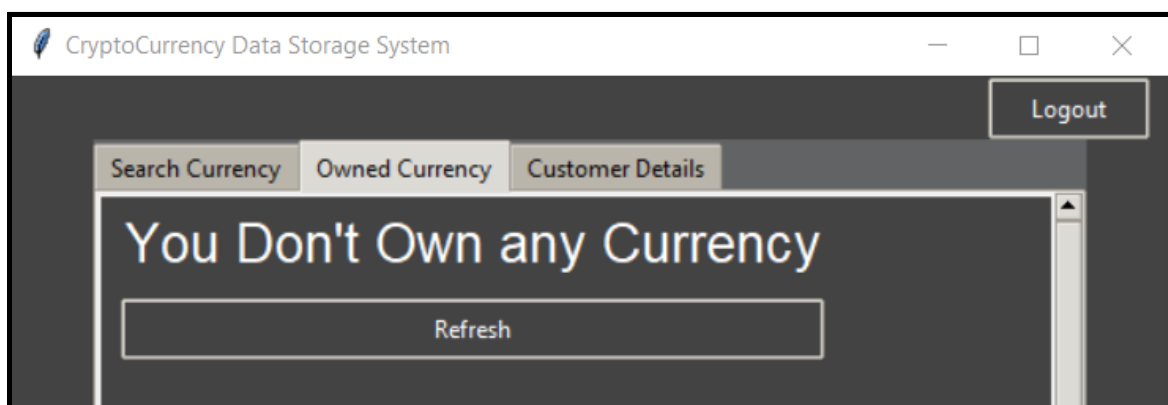 CryptoCurrency Data Storage System
Logout
Search Currency Owned Currency Customer Details
You Don't Own any Currency
Refresh